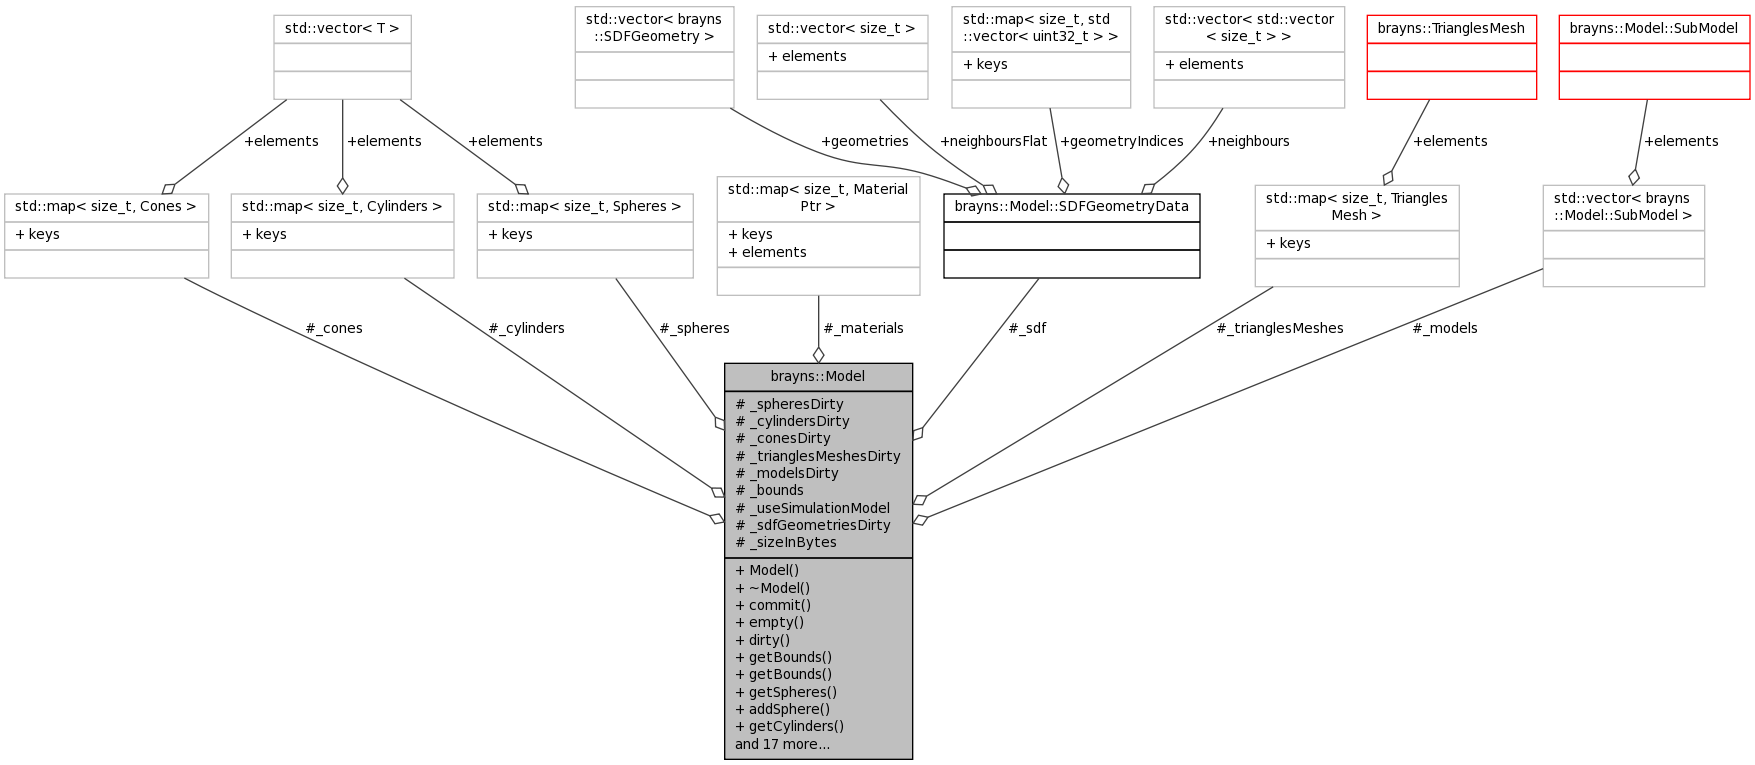 std::vector< T >
std::vector< brayns
::SDFGeometry >
std::vector< size_t >
+ elements
std::map< size_t, std
::vector< uint32_t > >
+ keys
std::vector< std::vector
< size_t > >
+ elements
brayns::TrianglesMesh
brayns::Model::SubModel
+elements
+elements
+elements
+geometries
+neighboursFlat
+geometryIndices
+neighbours
+elements
+elements
std::map< size_t, Cones >
+ keys
std::map< size_t, Cylinders >
+ keys
std::map< size_t, Spheres >
+ keys
std::map< size_t, Material
Ptr >
+ keys
+ elements
brayns::Model::SDFGeometryData
std::map< size_t, Triangles
Mesh >
+ keys
std::vector< brayns
::Model::SubModel >
#_cones
#_cylinders
#_spheres
#_materials
#_sdf
#_trianglesMeshes
#_models
brayns::Model
# _spheresDirty
# _cylindersDirty
# _conesDirty
# _trianglesMeshesDirty
# _modelsDirty
# _bounds
# _useSimulationModel
# _sdfGeometriesDirty
# _sizeInBytes
+ Model()
+ ~Model()
+ commit()
+ empty()
+ dirty()
+ getBounds()
+ getBounds()
+ getSpheres()
+ addSphere()
+ getCylinders()
and 17 more...